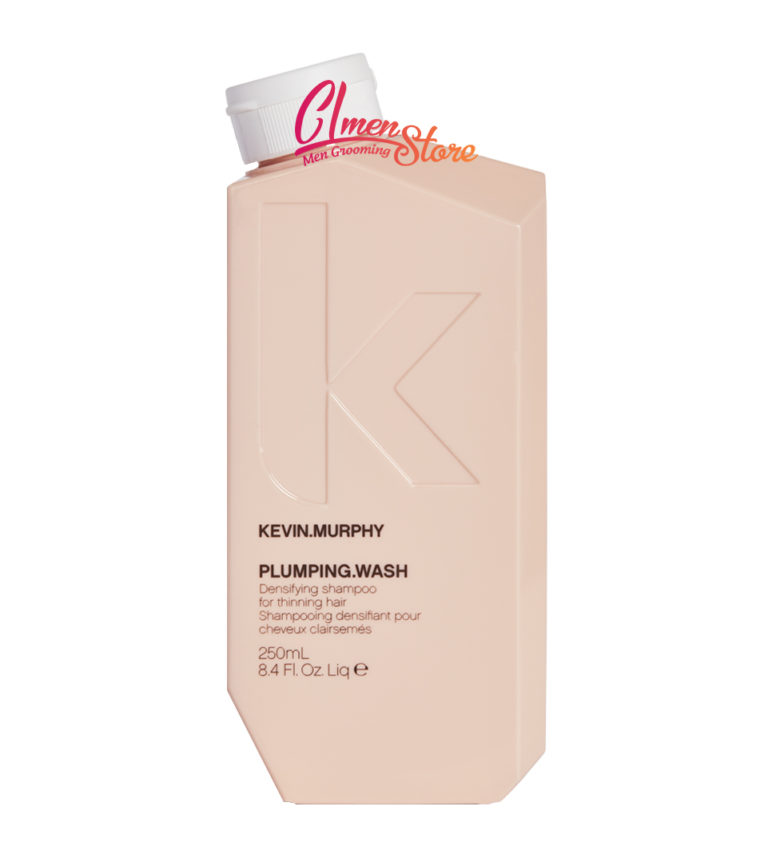 CImen Store
Men Grooming
KEVIN.MURPHY
PLUMPING.WASH
Densifying shampoo
for thinning hair
Shampooing densifiant pour
cheveux clairsemés
250mL
8.4 Fl. Oz. Liq ℮